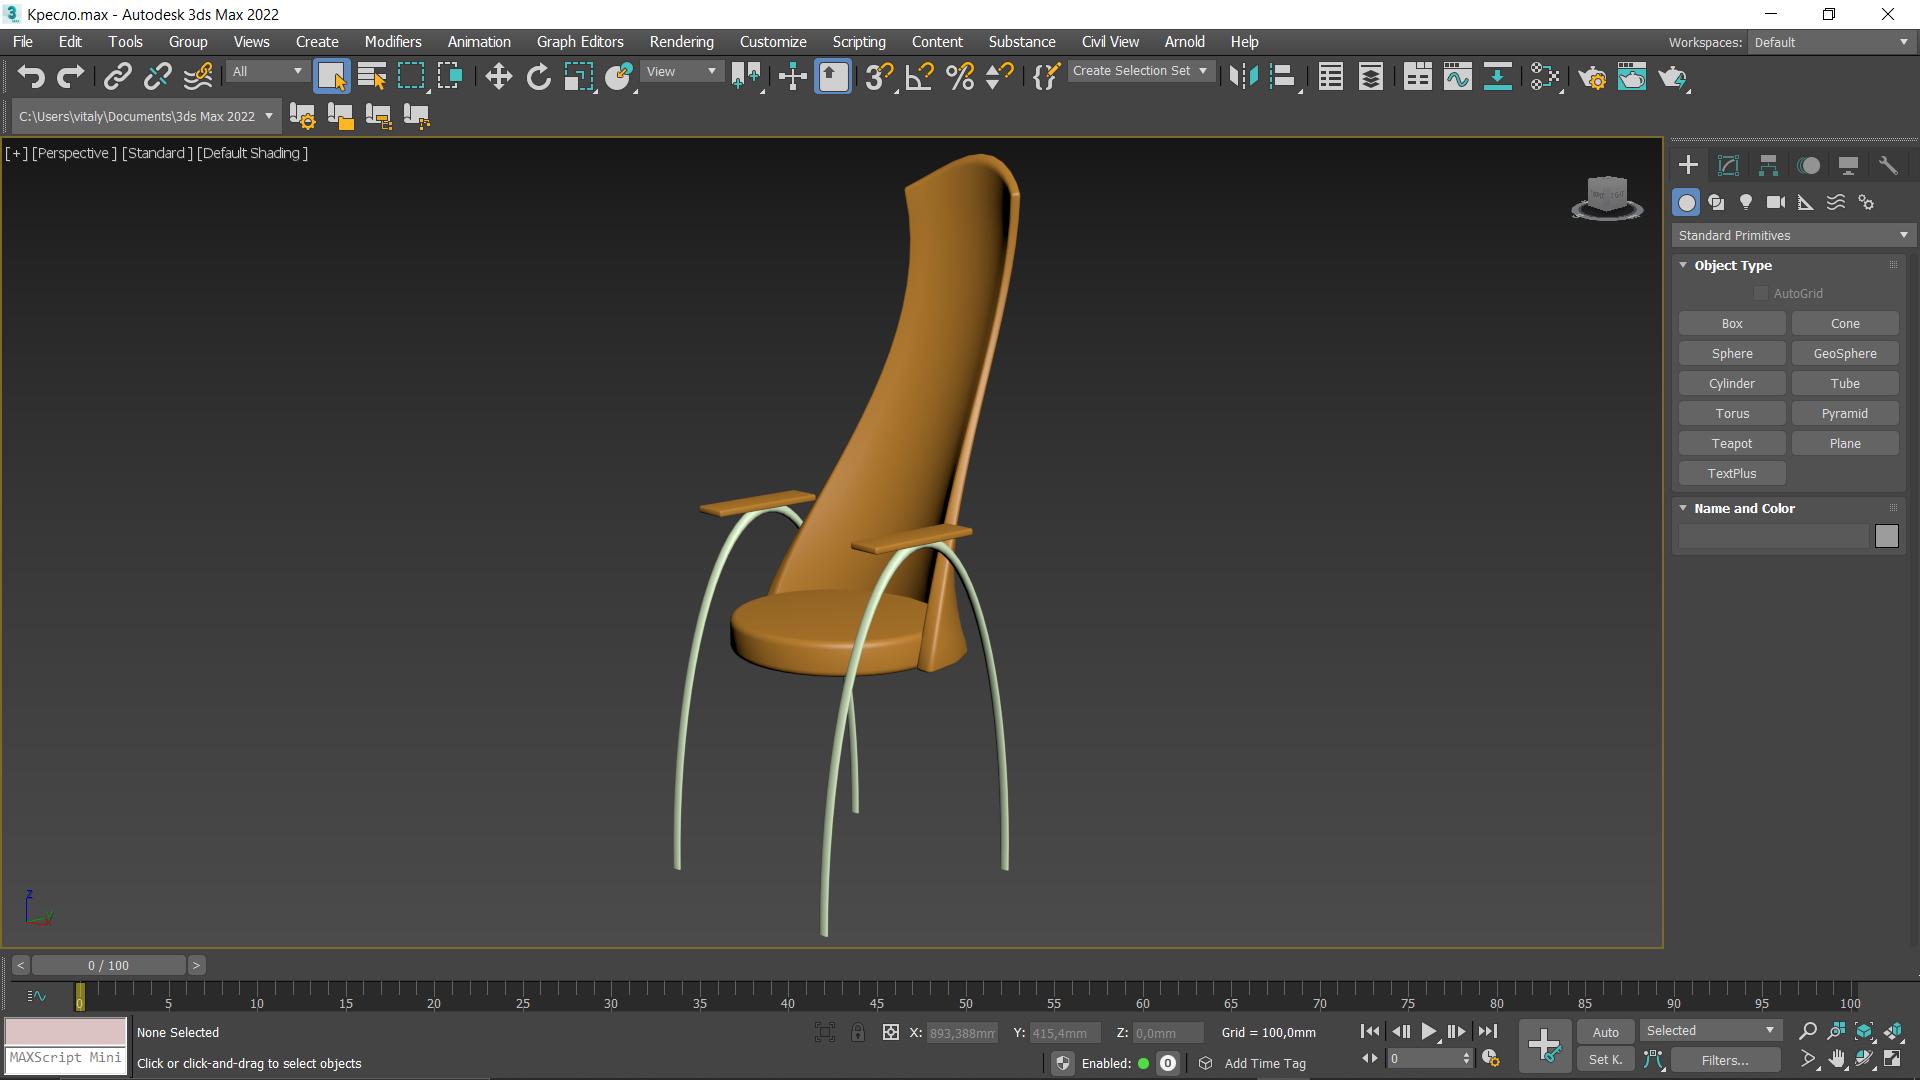 Кресло.max - Autodesk 3ds Max 2022
File Edit Tools Group Views Create Modifiers Animation Graph Editors Rendering Customize Scripting Content Substance Civil View Arnold Help Workspaces: Default
All View Create Selection Set
C:\Users\vitaly\Documents\3ds Max 2022
[+] [Perspective ] [Standard ] [Default Shading ]
Standard Primitives
Object Type
AutoGrid
Box Cone
Sphere GeoSphere
Cylinder Tube
Torus Pyramid
Teapot Plane
TextPlus
Name and Color
z
< 0 / 100 >
0 5 10 15 20 25 30 35 40 45 50 55 60 65 70 75 80 85 90 95 100
None Selected X: 893,388mm Y: 415,4mm Z: 0,0mm Grid = 100,0mm Auto Selected
MAXScript Mini Click or click-and-drag to select objects Enabled: 0 Add Time Tag 0 Set K. Filters...